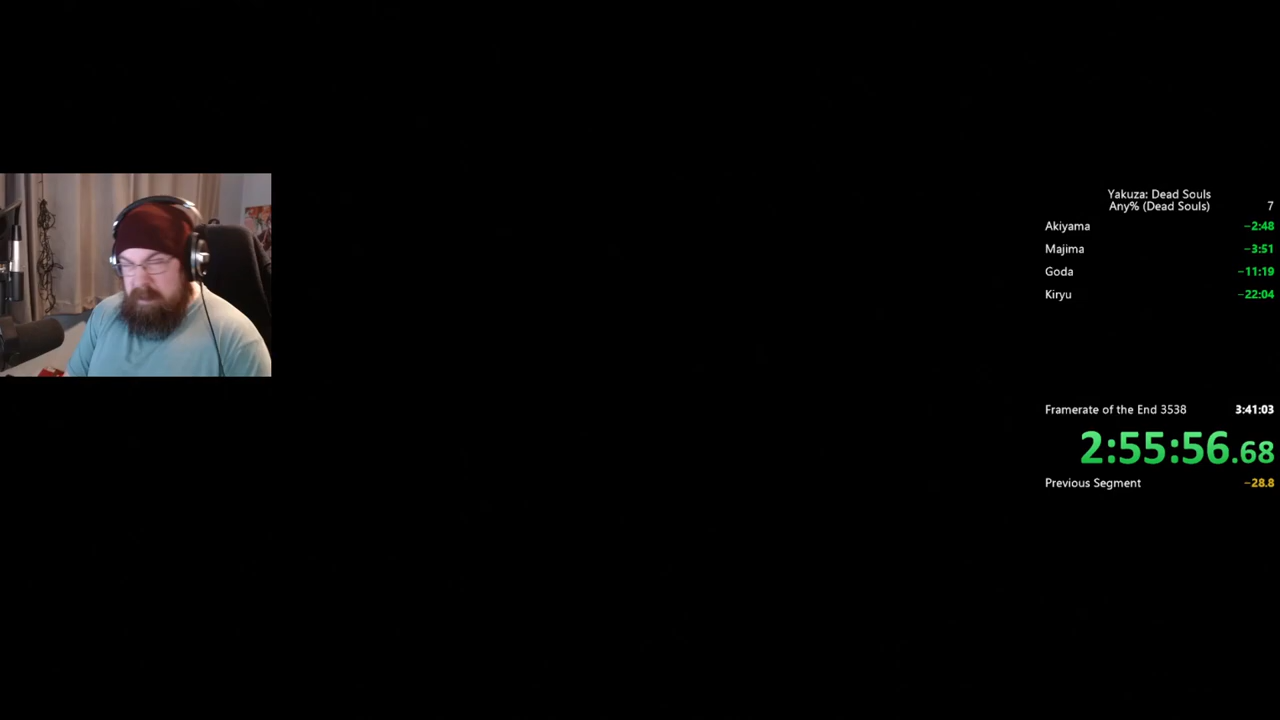 Yakuza: Dead Souls
Any% (Dead Souls) 7
Akiyama −2:48
Majima −3:51
Goda −11:19
Kiryu −22:04
Framerate of the End 3538 3:41:03
2:55:56.68
Previous Segment −28.8